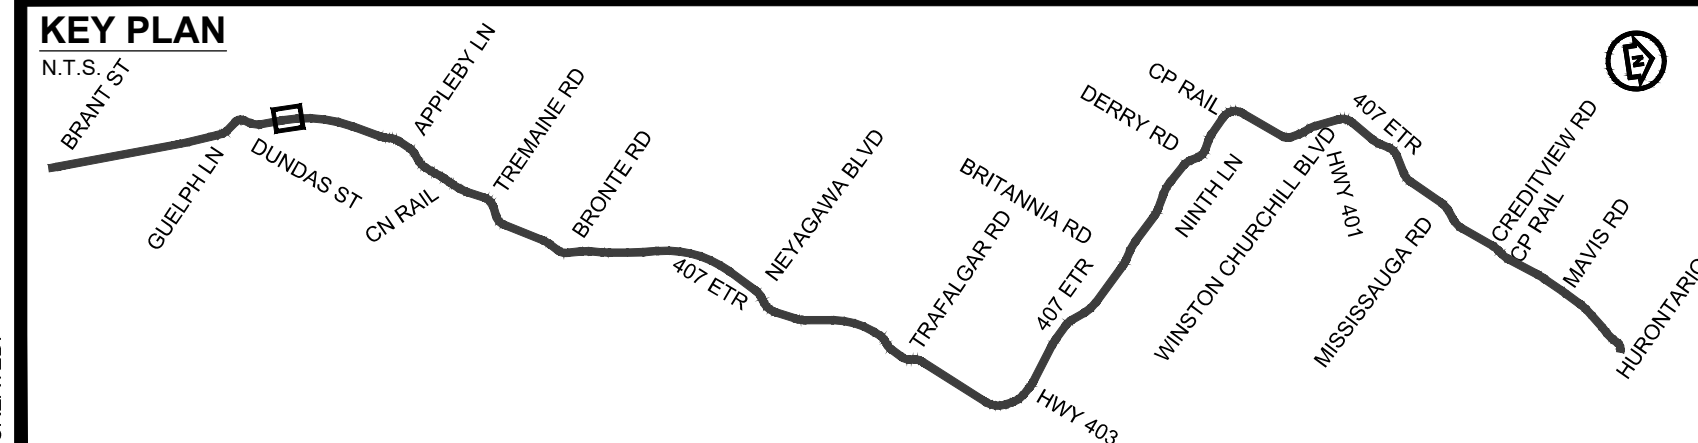 KEY PLAN
N.T.S.
BRANT ST
GUELPH LN
DUNDAS ST
APPLEBY LN
CN RAIL
TREMAINE RD
BRONTE RD
407 ETR
NEYAGAWA BLVD
TRAFALGAR RD
HWY 403
407 ETR
BRITANNIA RD
DERRY RD
CP RAIL
NINTH LN
WINSTON CHURCHILL BLVD
HWY 401
407 ETR
MISSISSAUGA RD
CREDITVIEW RD
CP RAIL
MAVIS RD
HURONTARIO
N